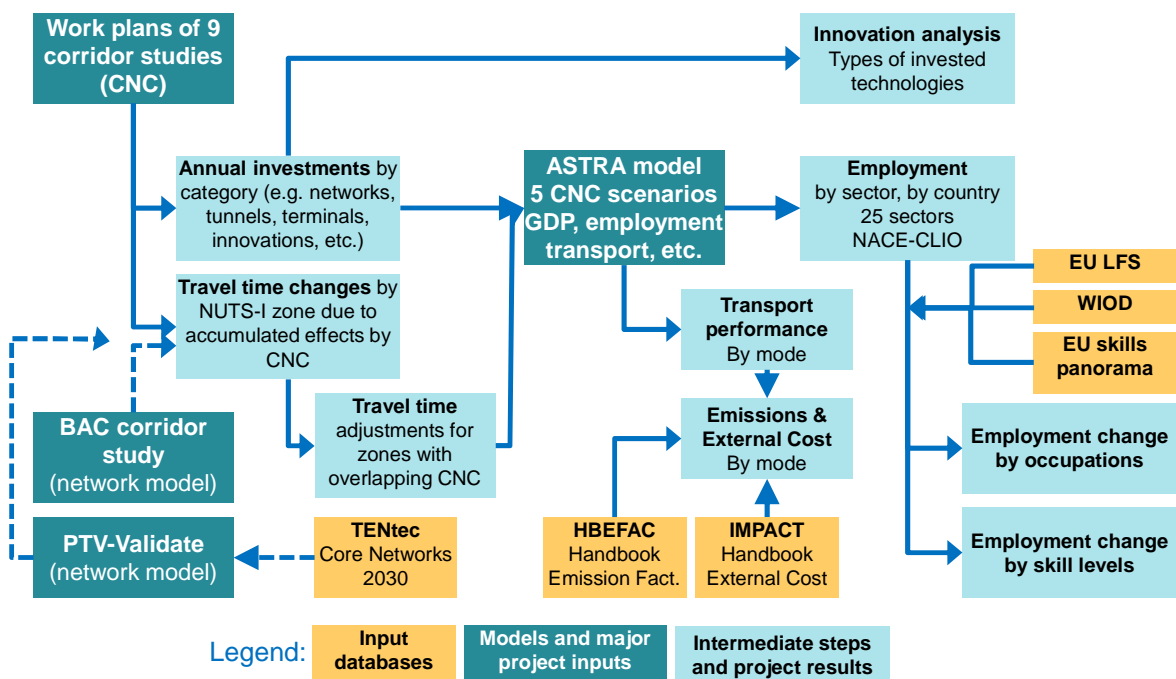 Work plans of 9
corridor studies
(CNC)
Innovation analysis
Types of invested
technologies
Annual investments by
category (e.g. networks,
tunnels, terminals,
innovations, etc.)
ASTRA model
5 CNC scenarios
GDP, employment
transport, etc.
Employment
by sector, by country
25 sectors
NACE-CLIO
EU LFS
WIOD
EU skills
panorama
Travel time changes by
NUTS-I zone due to
accumulated effects by
CNC
Transport
performance
By mode
Travel time
adjustments for
zones with
overlapping CNC
Emissions &
External Cost
By mode
BAC corridor
study
(network model)
Employment change
by occupations
PTV-Validate
(network model)
TENtec
Core Networks
2030
HBEFAC
Handbook
Emission Fact.
IMPACT
Handbook
External Cost
Employment change
by skill levels
Legend:
Input
databases
Models and major
project inputs
Intermediate steps
and project results